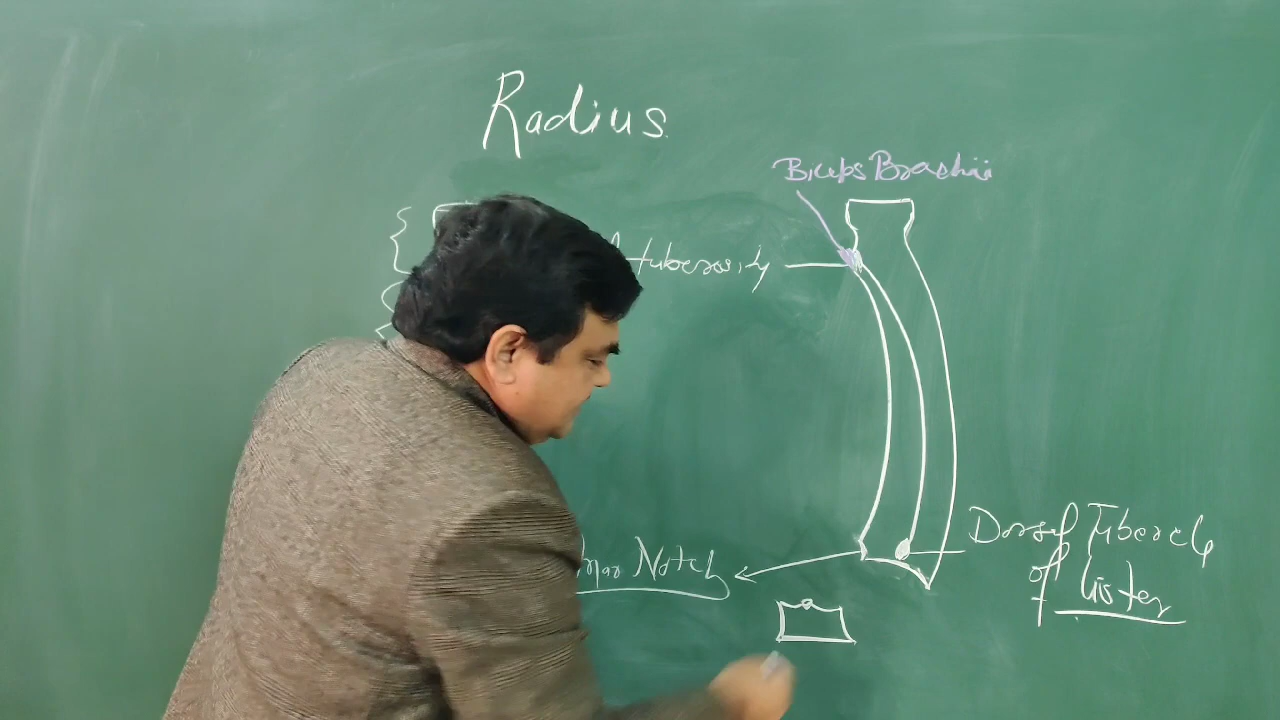 Radius
Biceps Brachii
tuberosity
Notch
Dorsal Tubercle
of Lister